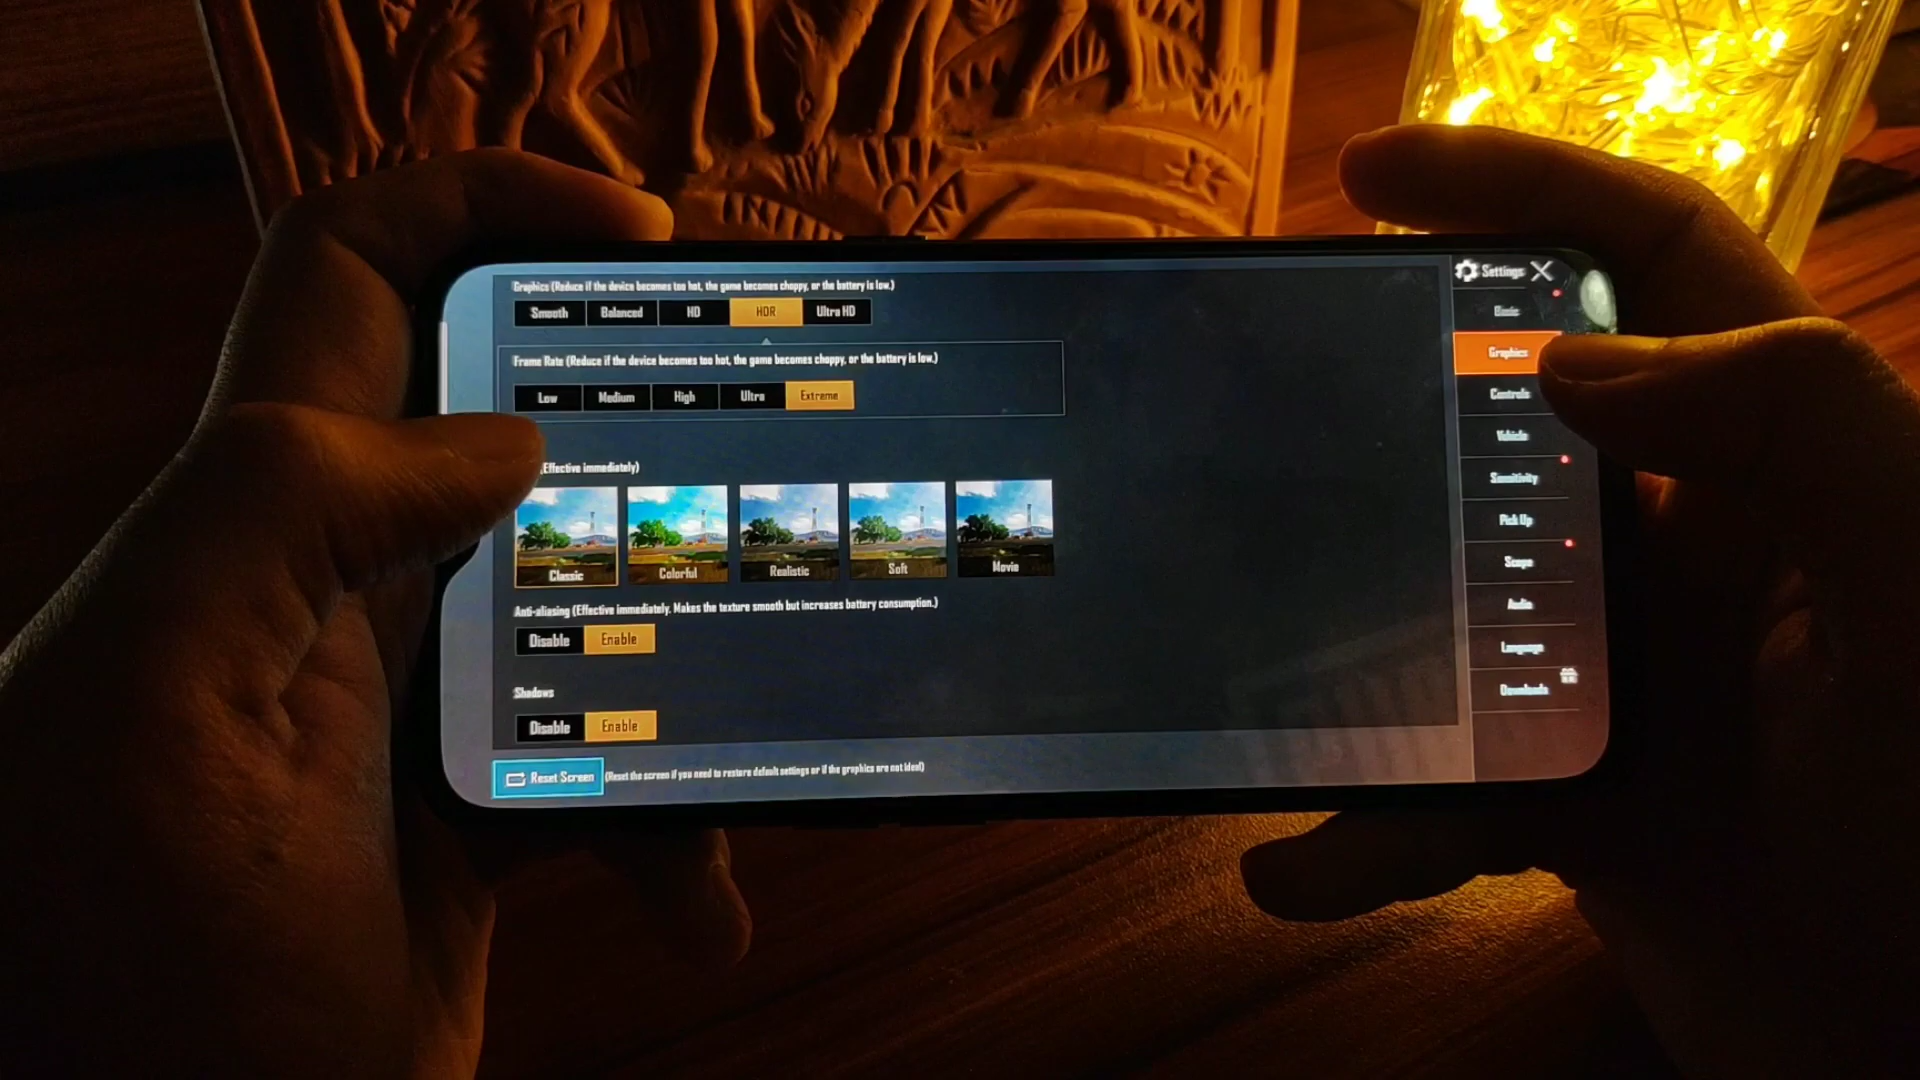 Graphics (Reduce if the device becomes too hot, the game becomes choppy, or the battery is low.)
Smooth Balanced HD HDR Ultra HD
Frame Rate (Reduce if the device becomes too hot, the game becomes choppy, or the battery is low.)
Low Medium High Ultra Extreme
(Effective immediately)
Classic Colorful Realistic Soft Movie
Anti-aliasing (Effective immediately. Makes the texture smooth but increases battery consumption.)
Disable Enable
Shadows
Disable Enable
Reset Screen (Reset the screen if you need to restore default settings or if the graphics are not ideal)
Settings
Basic
Graphics
Controls
Vehicle
Sensitivity
Pick Up
Scope
Audio
Language
Downloads